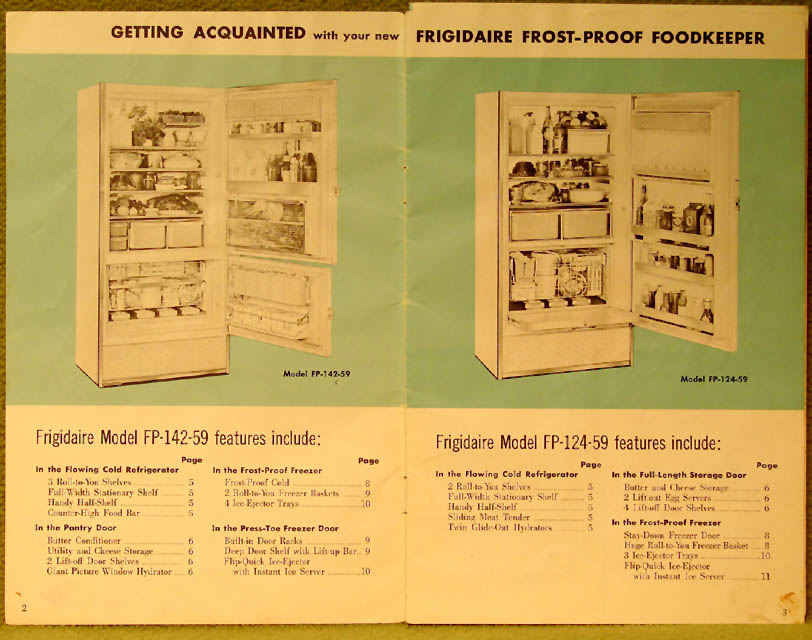 GETTING ACQUAINTED with your new FRIGIDAIRE FROST-PROOF FOODKEEPER
Model FP-142-59
Frigidaire Model FP-142-59 features include:
Page
In the Flowing Cold Refrigerator
3 Roll-to-You Shelves 5
Full-Width Stationary Shelf 5
Handy Half-Shelf 5
Counter-High Food Bar 5
In the Pantry Door
Butter Conditioner 6
Utility and Cheese Storage 6
2 Lift-off Door Shelves 6
Giant Picture Window Hydrator 6
Page
In the Frost-Proof Freezer
Frost-Proof Cold 8
2 Roll-to-You Freezer Baskets 9
4 Ice-Ejector Trays 10
In the Press-Toe Freezer Door
Built-in Door Racks 9
Deep Door Shelf with Lift-up Bar 9
Flip-Quick Ice-Ejector
with Instant Ice Server 10
2
Model FP-124-59
Frigidaire Model FP-124-59 features include:
Page
In the Flowing Cold Refrigerator
2 Roll-to-You Shelves 5
Full-Width Stationary Shelf 5
Handy Half-Shelf 5
Sliding Meat Tender 5
Twin Glide-Out Hydrators 5
Page
In the Full-Length Storage Door
Butter and Cheese Storage 6
2 Lift-out Egg Servers 6
4 Lift-off Door Shelves 6
In the Frost-Proof Freezer
Stay-Down Freezer Door 8
Huge Roll-to-You Freezer Basket 8
3 Ice-Ejector Trays 10
Flip-Quick Ice-Ejector
with Instant Ice Server 11
3